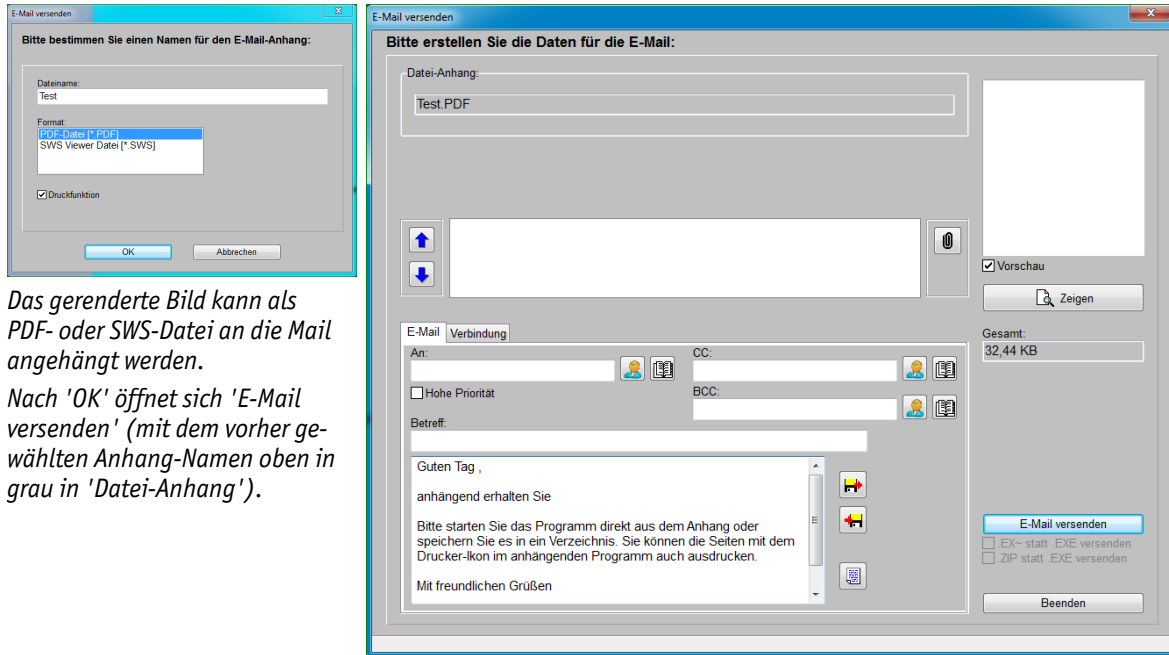 E-Mail versenden
Bitte bestimmen Sie einen Namen für den E-Mail-Anhang:
Dateiname:
Test
Format:
PDF-Datei [*.PDF]
SWS Viewer Datei [*.SWS]
Druckfunktion
OK Abbrechen
Das gerenderte Bild kann als
PDF- oder SWS-Datei an die Mail
angehängt werden.
Nach 'OK' öffnet sich 'E-Mail
versenden' (mit dem vorher ge-
wählten Anhang-Namen oben in
grau in 'Datei-Anhang').
E-Mail versenden
Bitte erstellen Sie die Daten für die E-Mail:
Datei-Anhang:
Test.PDF
Vorschau
Zeigen
Gesamt:
32,44 KB
E-Mail Verbindung
An: CC:
Hohe Priorität BCC:
Betreff:
Guten Tag ,
anhängend erhalten Sie
Bitte starten Sie das Programm direkt aus dem Anhang oder
speichern Sie es in ein Verzeichnis. Sie können die Seiten mit dem
Drucker-Ikon im anhängenden Programm auch ausdrucken.
Mit freundlichen Grüßen
E-Mail versenden
.EX~ statt .EXE versenden
.ZIP statt .EXE versenden
Beenden